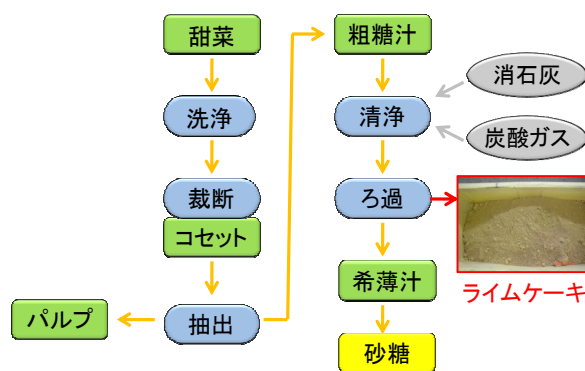 甜菜
洗浄
裁断
コセット
抽出
パルプ
粗糖汁
清浄
消石灰
炭酸ガス
ろ過
ライムケーキ
希薄汁
砂糖